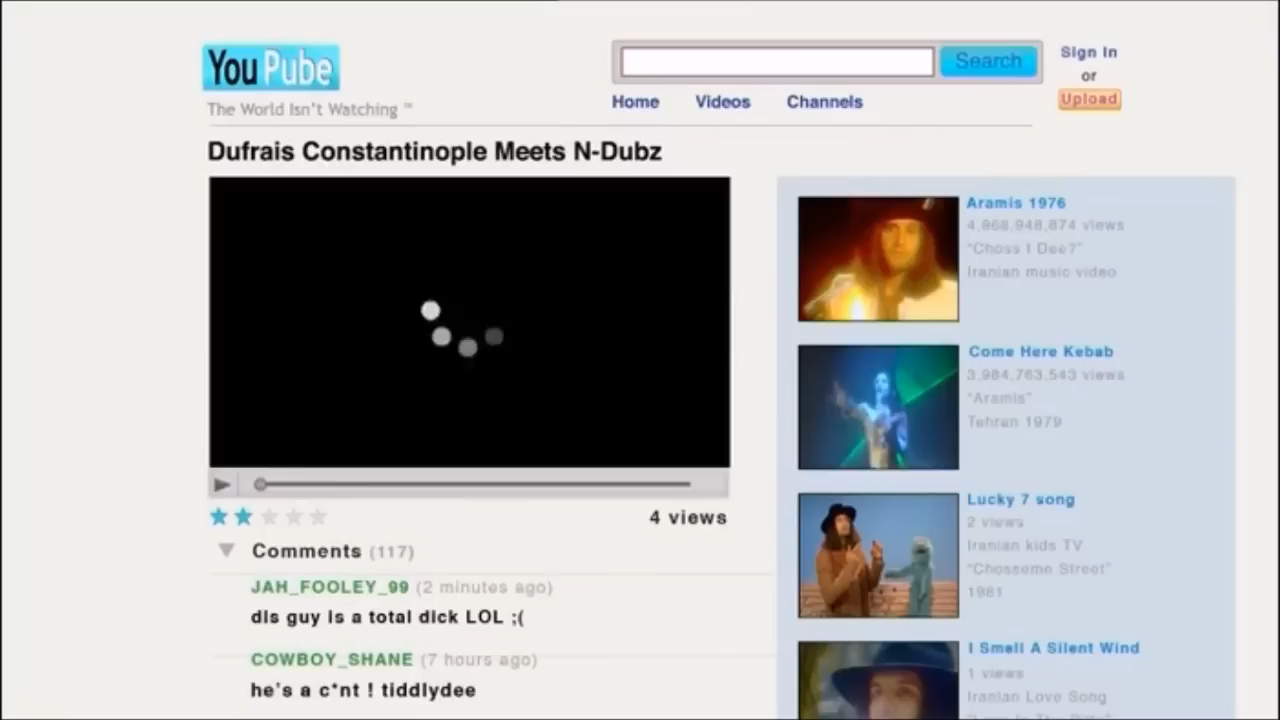 YouPube
The World Isn't Watching ™
Search
Sign In
or
Upload
Home Videos Channels
Dufrais Constantinople Meets N-Dubz
4 views
Comments (117)
JAH_FOOLEY_99 (2 minutes ago)
dis guy is a total dick LOL ;(
COWBOY_SHANE (7 hours ago)
he's a c*nt ! tiddlydee
Aramis 1976
4,968,948,874 views
"Choss I Dee?"
Iranian music video
Come Here Kebab
3,984,763,543 views
"Aramis"
Tehran 1979
Lucky 7 song
2 views
Iranian kids TV
"Chosseme Street"
1981
I Smell A Silent Wind
1 views
Iranian Love Song